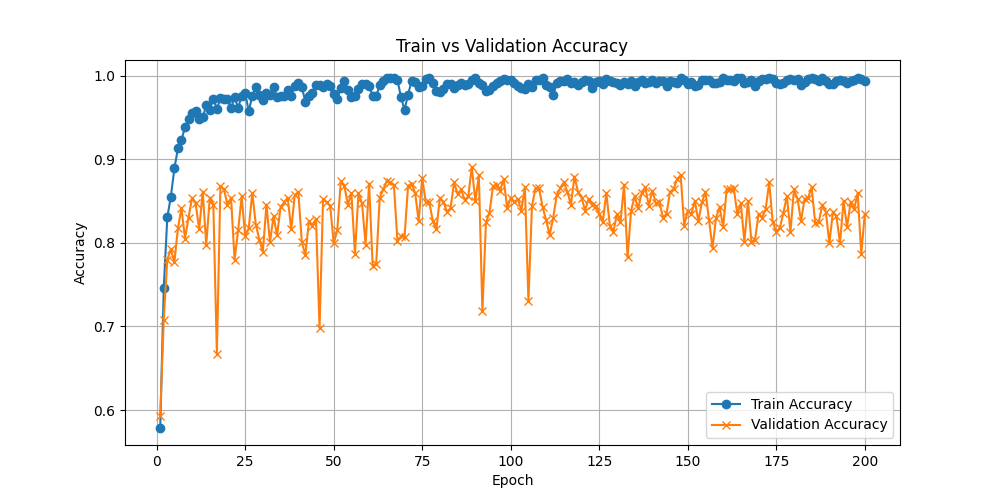 Train vs Validation Accuracy
1.0
0.9
0.8
0.7
0.6
Accuracy
0 25 50 75 100 125 150 175 200
Epoch
Train Accuracy
Validation Accuracy